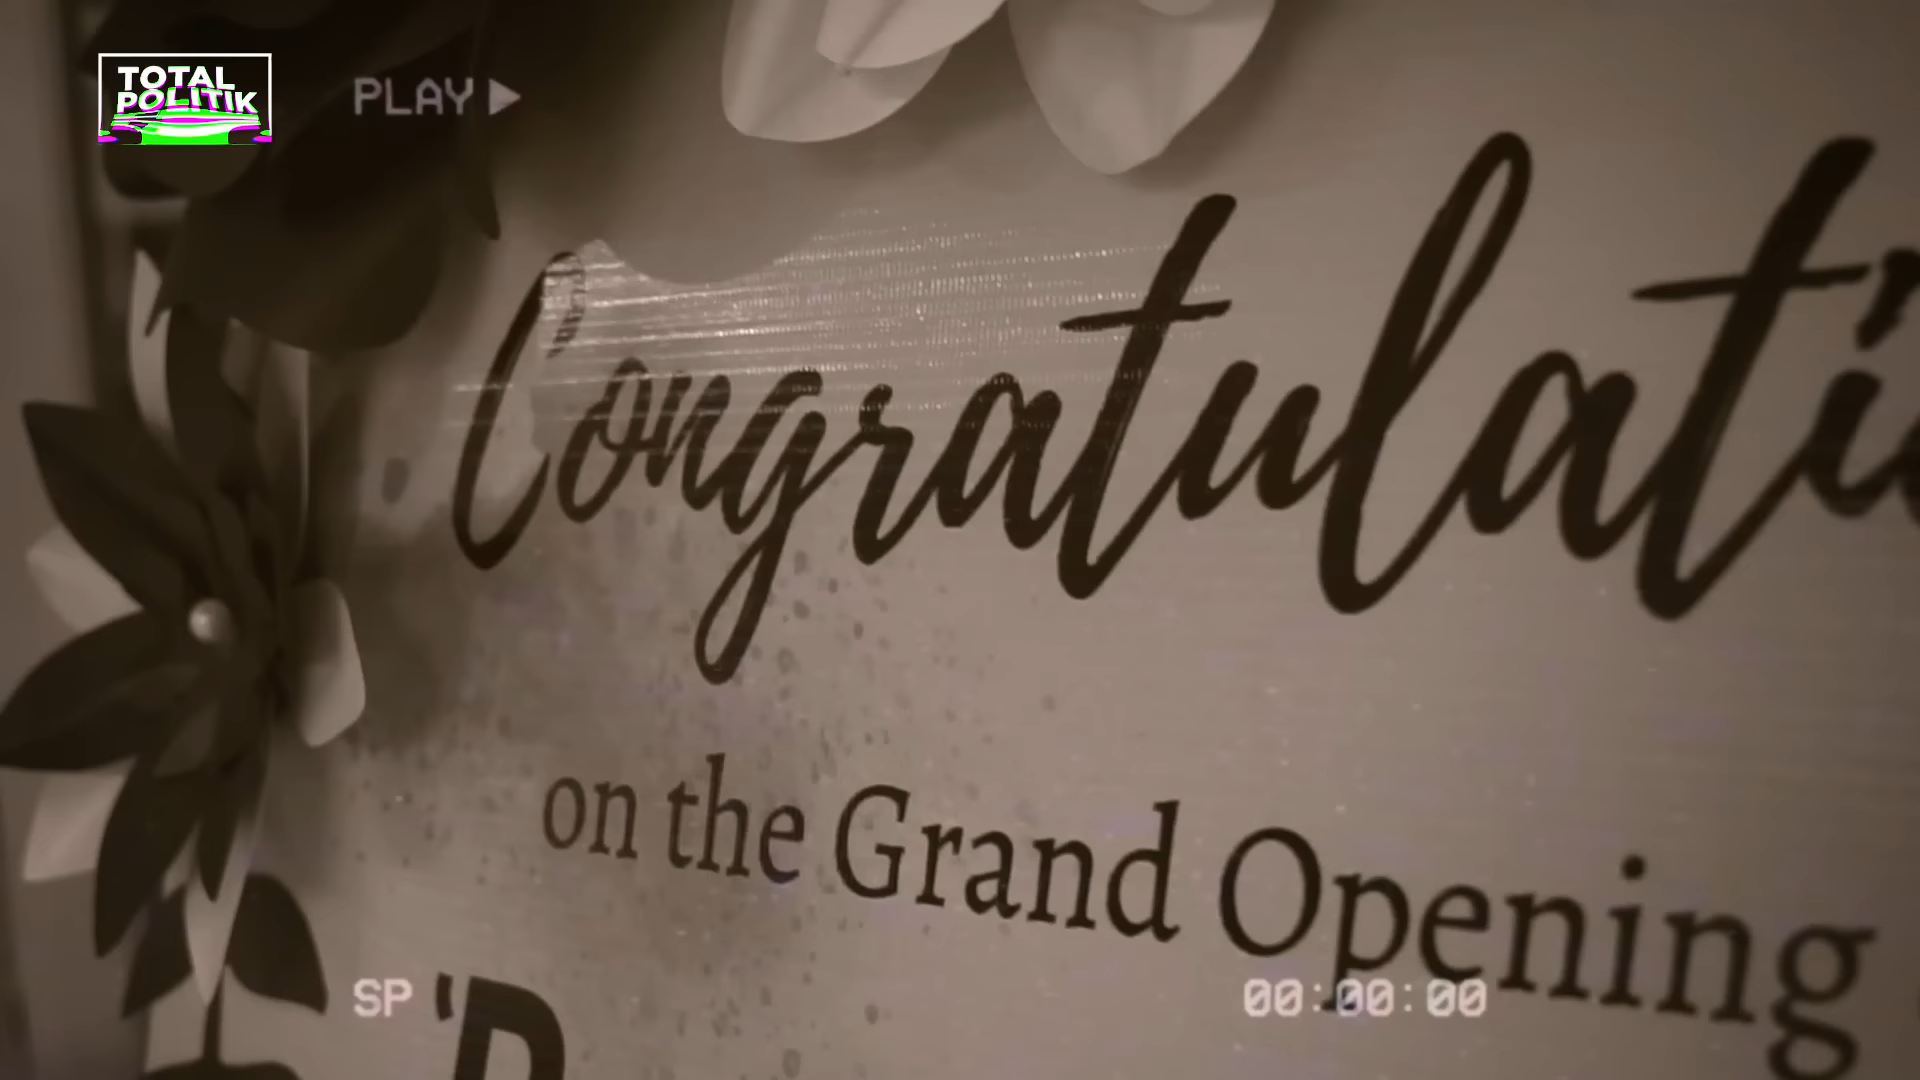 TOTAL
POLITIK
PLAY
Congratulati
on the Grand Opening
SP
00:00:00